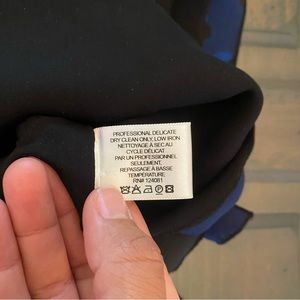 PROFESSIONAL DELICATE
DRY CLEAN ONLY, LOW IRON
NETTOYAGE À SEC AU
CYCLE DÉLICAT
PAR UN PROFESSIONNEL
SEULEMENT,
REPASSAGE À BASSE
TEMPERATURE
RN# 124081